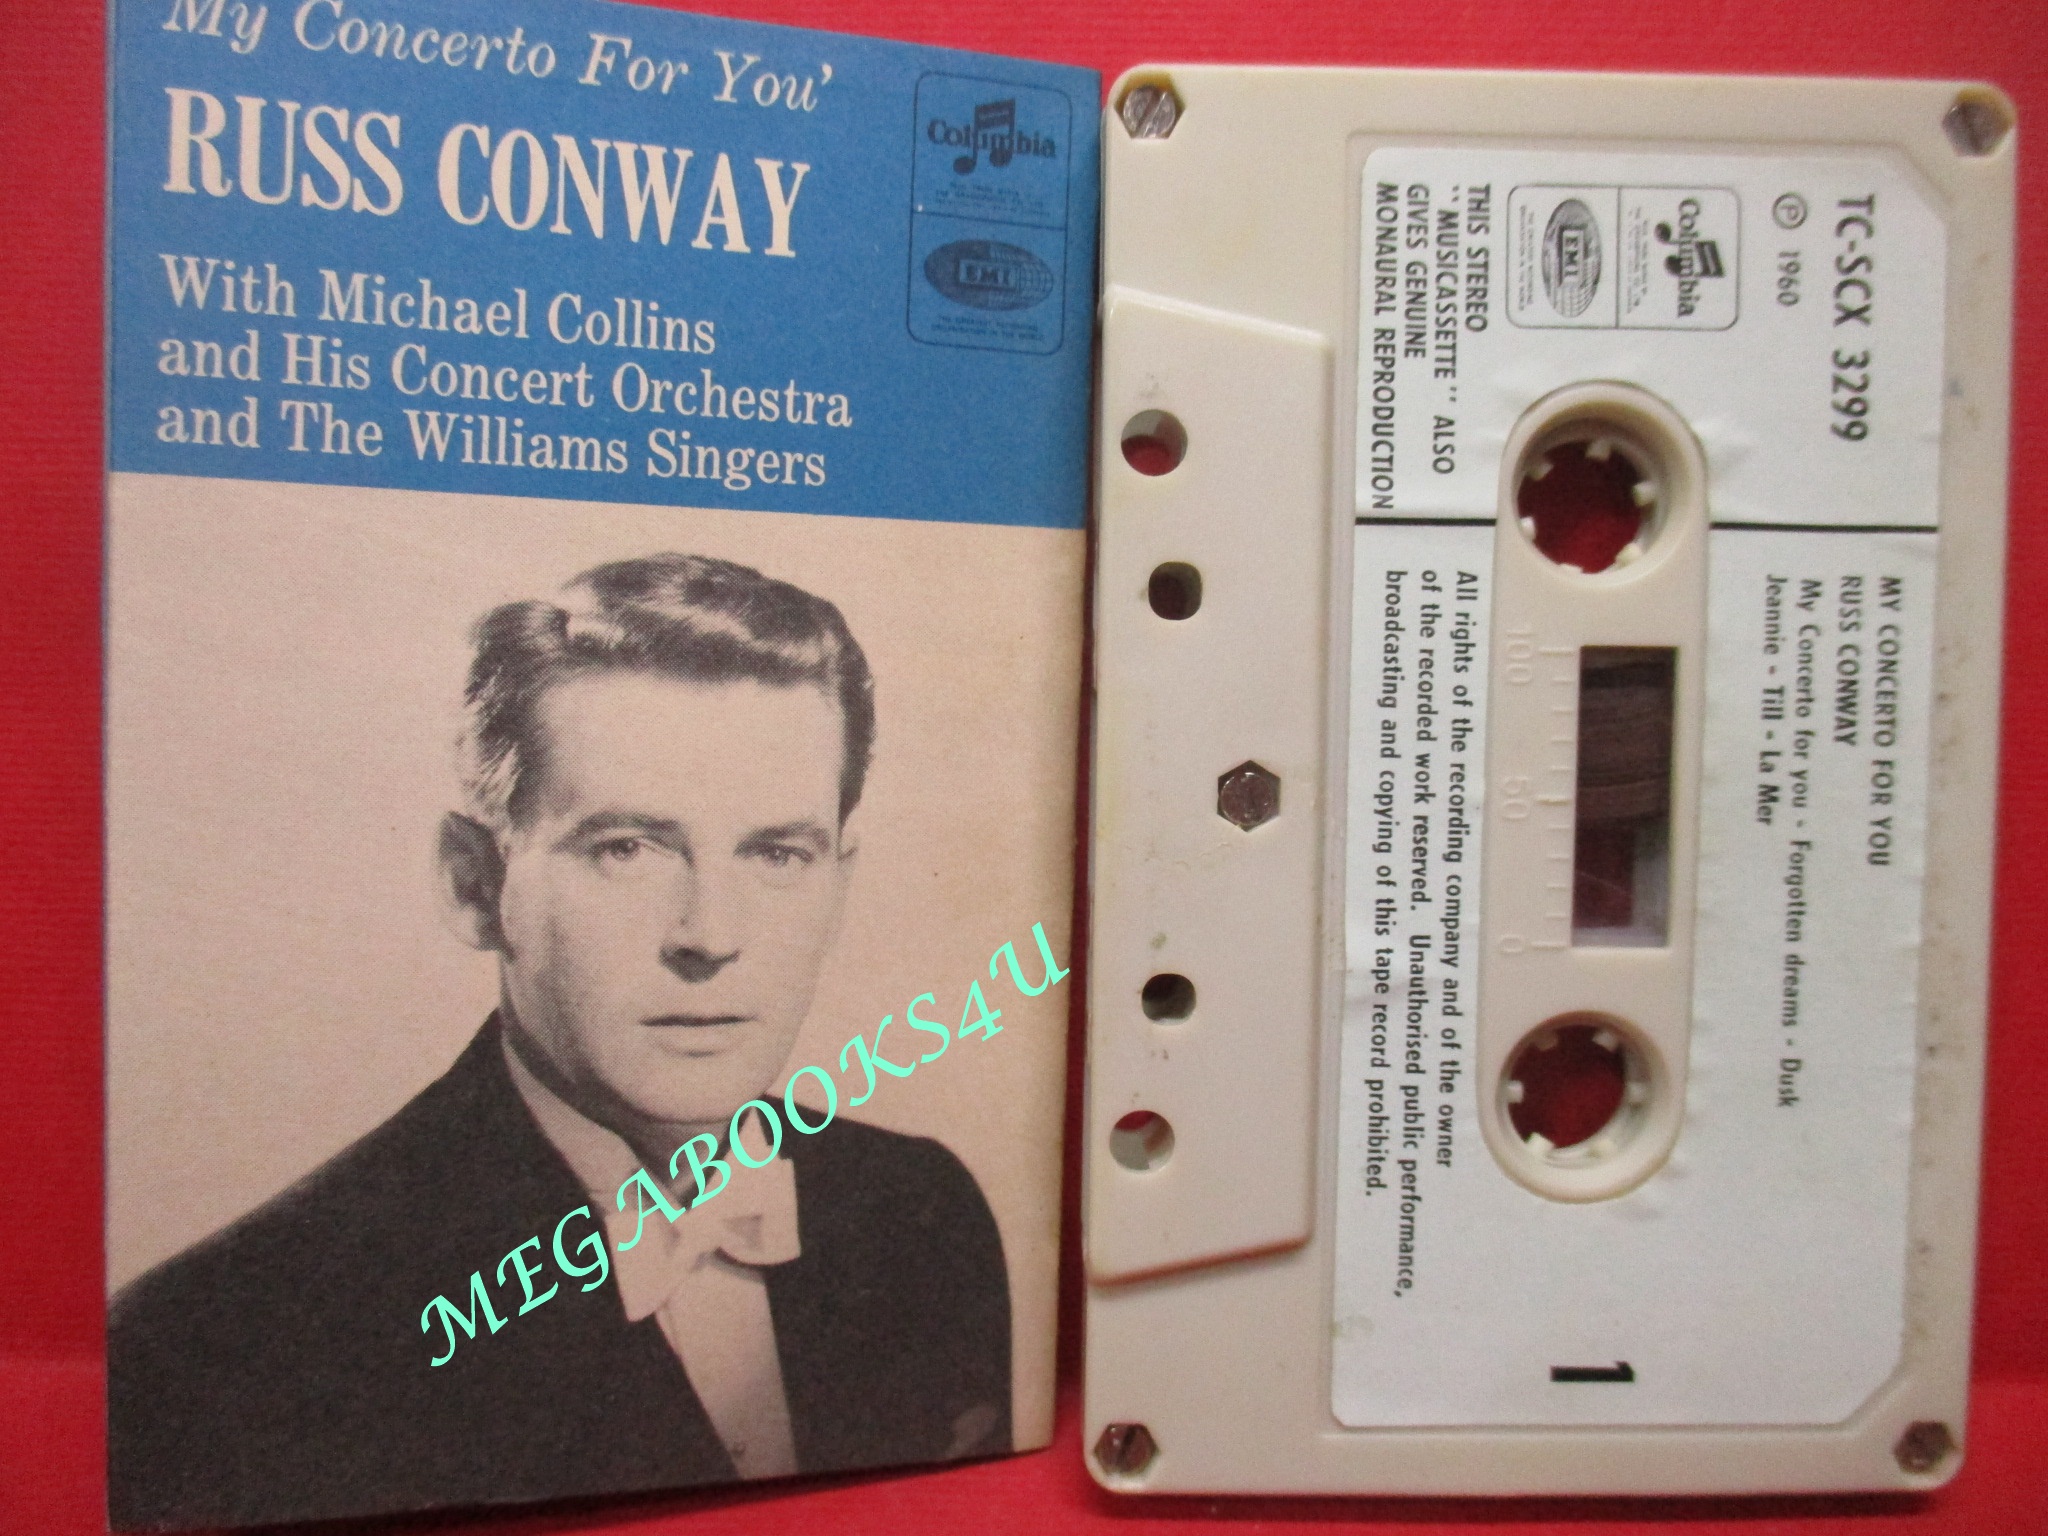 My Concerto For You'
RUSS CONWAY
With Michael Collins
and His Concert Orchestra
and The Williams Singers
Columbia
EMI
MEGABOOKS4U
TC-SCX 3299
℗ 1960
Columbia
EMI
THIS STEREO
"MUSICASSETTE" ALSO
GIVES GENUINE
MONAURAL REPRODUCTION
MY CONCERTO FOR YOU
RUSS CONWAY
My Concerto for you - Forgotten dreams - Dusk
Jeannie - Till - La Mer
100 50 0
All rights of the recording company and of the owner
of the recorded work reserved. Unauthorised public performance,
broadcasting and copying of this tape record prohibited.
1